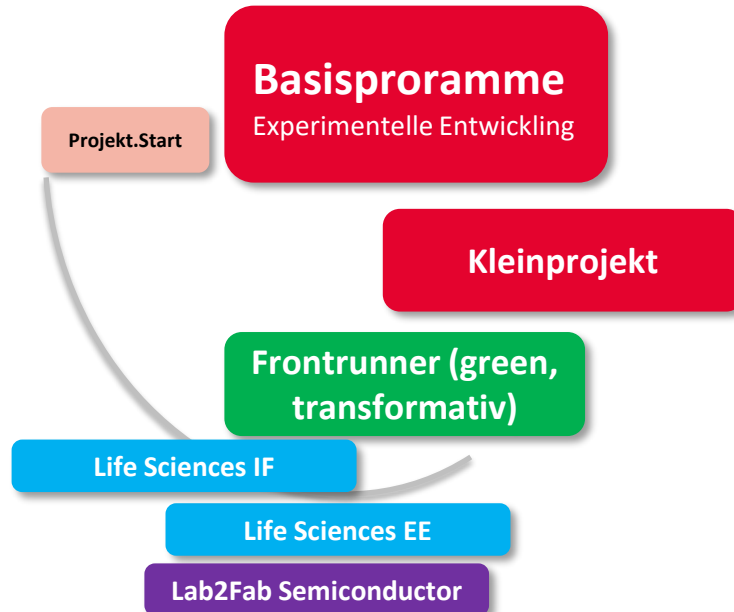 Basisproramme
Experimentelle Entwickling
Projekt.Start
Kleinprojekt
Frontrunner (green,
transformativ)
Life Sciences IF
Life Sciences EE
Lab2Fab Semiconductor